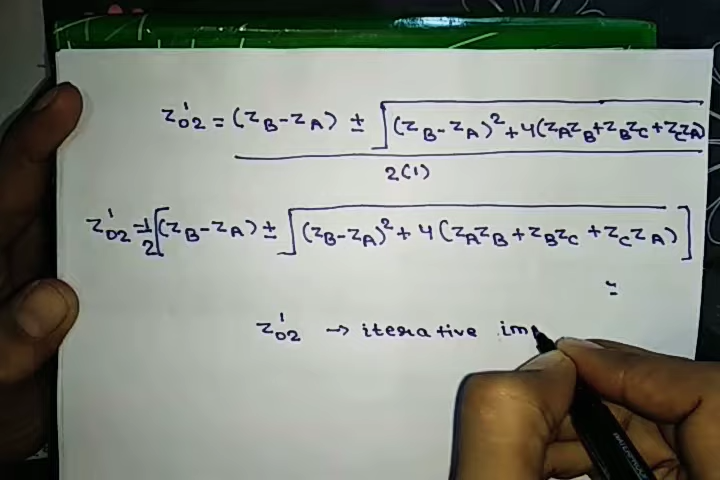 Z'02 = (ZB-ZA) ± √(ZB-ZA)²+4(ZAZB+ZBZC+ZCZA)
2(1)
Z'02 = 1/2 [(ZB-ZA) ± √(ZB-ZA)²+4(ZAZB+ZBZC+ZCZA)]
Z'02 → iterative im